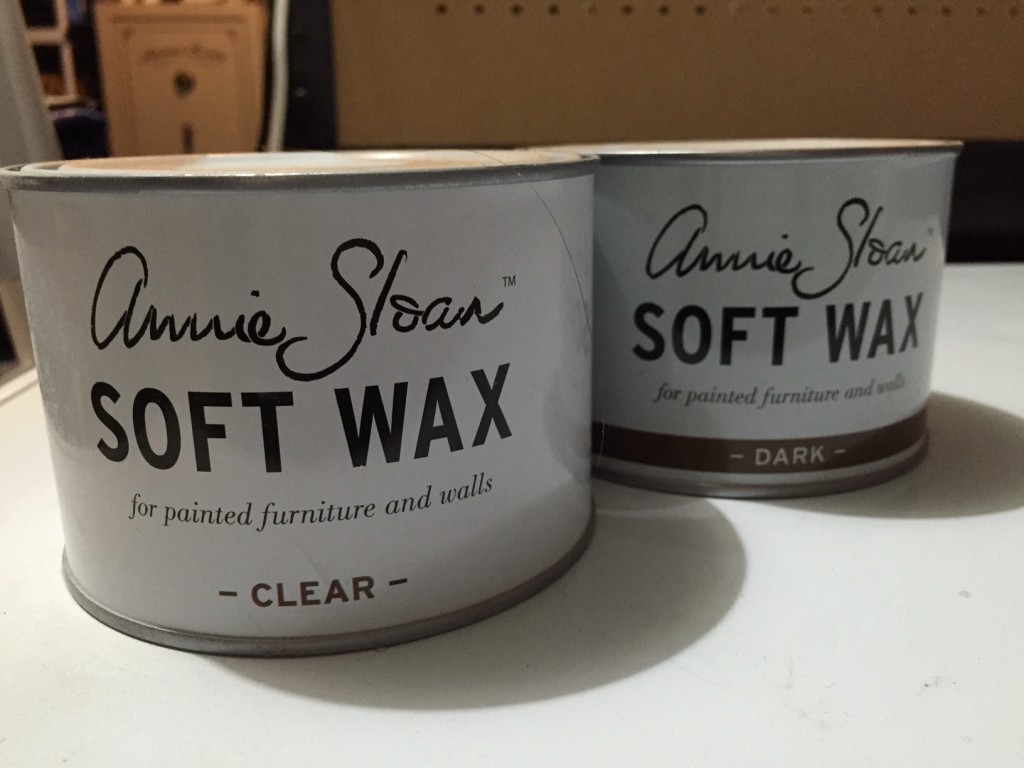 Annie Sloan™
SOFT WAX
for painted furniture and walls
– CLEAR –
Annie Sloan™
SOFT WAX
for painted furniture and walls
– DARK –